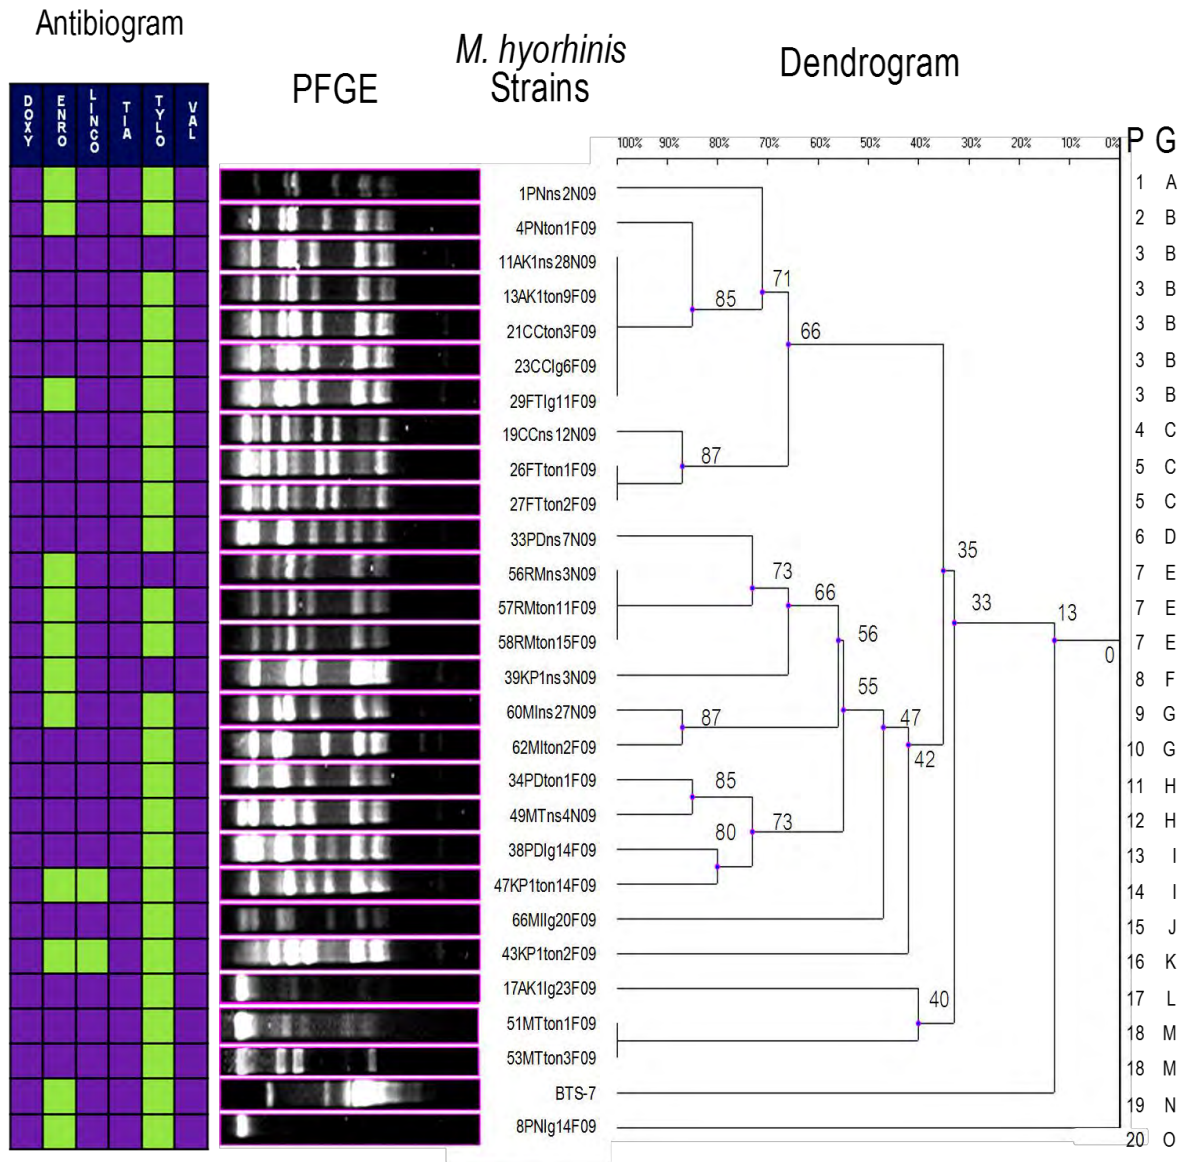 Antibiogram
PFGE
M. hyorhinis
Strains
Dendrogram
DOXY ENRO LINCO TIA TYLO VAL
100% 90% 80% 70% 60% 50% 40% 30% 20% 10% 0%
P G
1PNns2N09 1 A
4PNton1F09 2 B
11AK1ns28N09 3 B
13AK1ton9F09 3 B
21CCton3F09 3 B
23CClg6F09 3 B
29FTlg11F09 3 B
19CCns12N09 4 C
26FTton1F09 5 C
27FTton2F09 5 C
33PDns7N09 6 D
56RMns3N09 7 E
57RMton11F09 7 E
58RMton15F09 7 E
39KP1ns3N09 8 F
60MIns27N09 9 G
62MIton2F09 10 G
34PDton1F09 11 H
49MTns4N09 12 H
38PDlg14F09 13 I
47KP1ton14F09 14 I
66MIlg20F09 15 J
43KP1ton2F09 16 K
17AK1lg23F09 17 L
51MTton1F09 18 M
53MTton3F09 18 M
BTS-7 19 N
8PNlg14F09 20 O
71
85
66
87
35
73
66
33
13
56
0
55
87
47
42
85
80
73
40